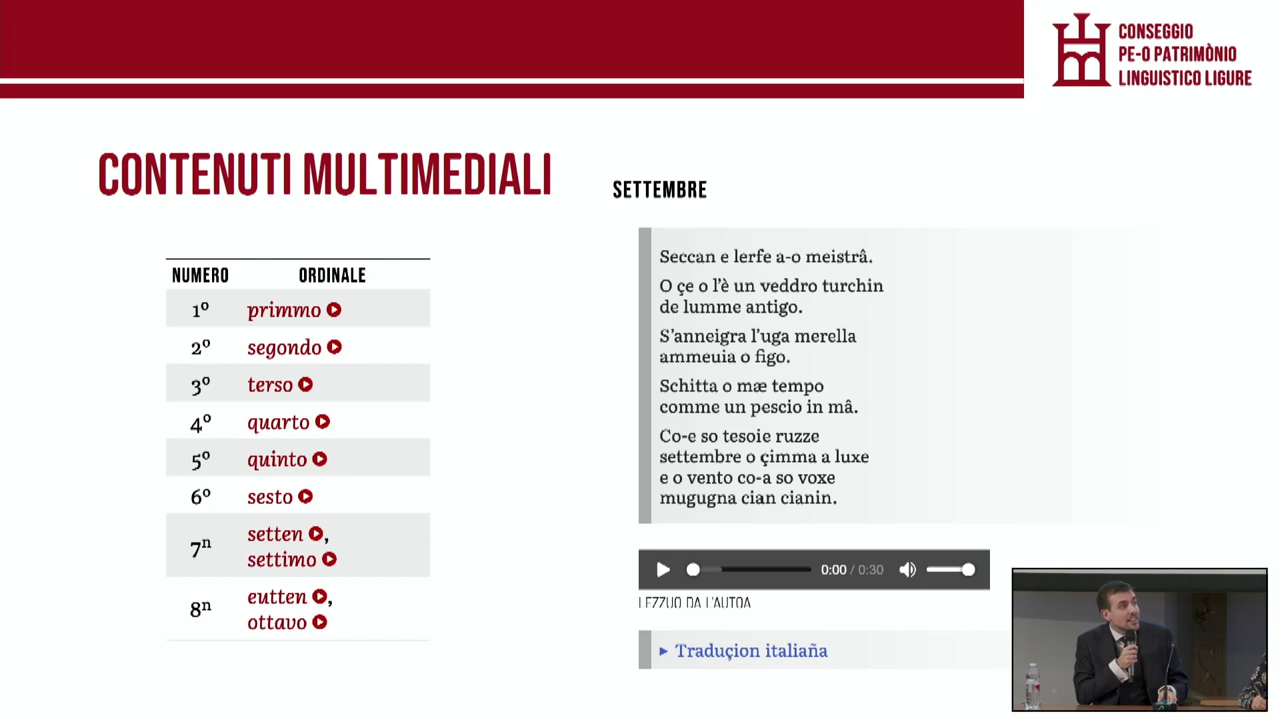 CONSEGGIO
PE-O PATRIMÒNIO
LINGUISTICO LIGURE
CONTENUTI MULTIMEDIALI
NUMERO ORDINALE
1º primmo
2º segondo
3º terso
4º quarto
5º quinto
6º sesto
7ⁿ setten,
settimo
8ⁿ eutten,
ottavo
SETTEMBRE
Seccan e lerfe a-o meistrâ.
O çe o l'è un veddro turchin
de lumme antigo.
S'anneigra l'uga merella
ammeuia o figo.
Schitta o mæ tempo
comme un pescio in mâ.
Co-e so tesoie ruzze
settembre o çimma a luxe
e o vento co-a so voxe
mugugna cian cianin.
0:00 / 0:30
LEZZUO DA L'AUTOA
Traduçion italiaña